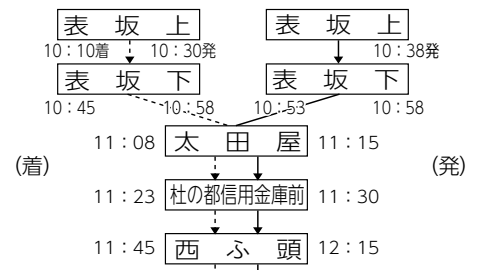 表坂上 表坂上
10：10着 10：30発 10：38発
表坂下 表坂下
10：45 10：58 10：53 10：58
11：08 太田屋 11：15
(着) (発)
11：23 杜の都信用金庫前 11：30
11：45 西ふ頭 12：15